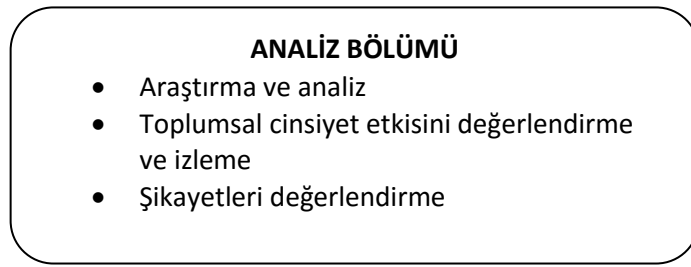 ANALİZ BÖLÜMÜ
• Araştırma ve analiz
• Toplumsal cinsiyet etkisini değerlendirme
ve izleme
• Şikayetleri değerlendirme